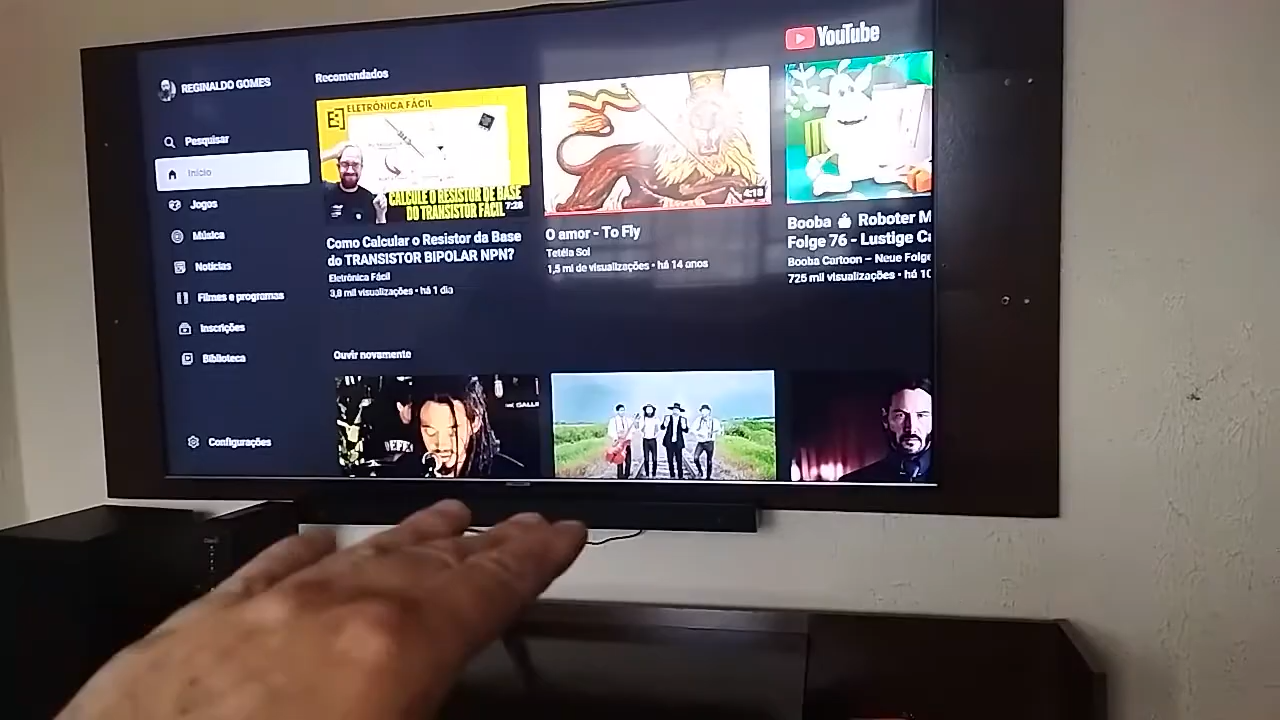 YouTube
REGINALDO GOMES
Pesquisar
Início
Jogos
Música
Notícias
Filmes e programas
Inscrições
Biblioteca
Configurações
Recomendados
ELETRÔNICA FÁCIL
CALCULE O RESISTOR DE BASE
DO TRANSISTOR FÁCIL
7:28
Como Calcular o Resistor da Base
do TRANSISTOR BIPOLAR NPN?
Eletrônica Fácil
3,8 mil visualizações • há 1 dia
4:18
O amor - To Fly
Tetéia Sol
1,5 mi de visualizações • há 14 anos
Booba Roboter M
Folge 76 - Lustige Ca
Booba Cartoon – Neue Folge
725 mil visualizações • há 10
Ouvir novamente